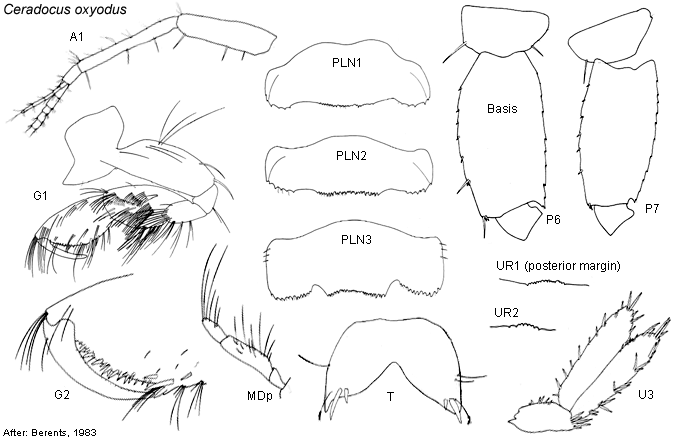 Ceradocus oxyodus
A1
PLN1
Basis
PLN2
G1
P6
P7
PLN3
UR1 (posterior margin)
UR2
G2
MDp
T
U3
After: Berents, 1983